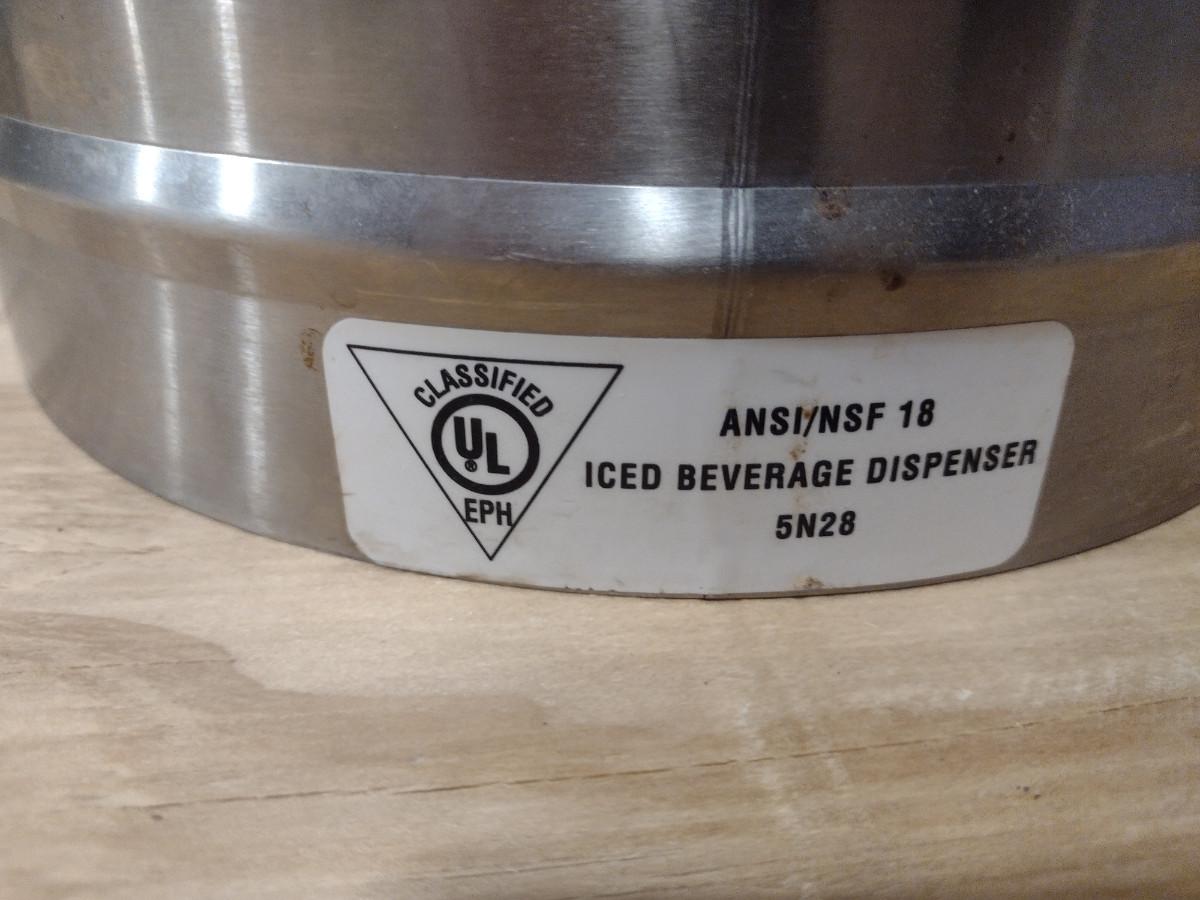 CLASSIFIED
UL®
EPH
ANSI/NSF 18
ICED BEVERAGE DISPENSER
5N28